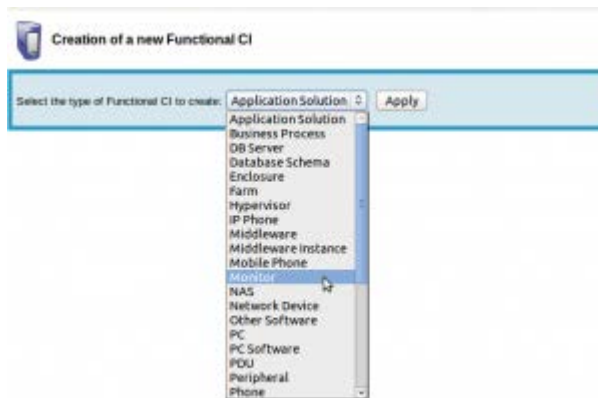 Creation of a new Functional CI
Select the type of Functional CI to create: Application Solution Apply
Application Solution
Business Process
DB Server
Database Schema
Enclosure
Farm
Hypervisor
IP Phone
Middleware
Middleware Instance
Mobile Phone
Monitor
NAS
Network Device
Other Software
PC
PC Software
PDU
Peripheral
Phone